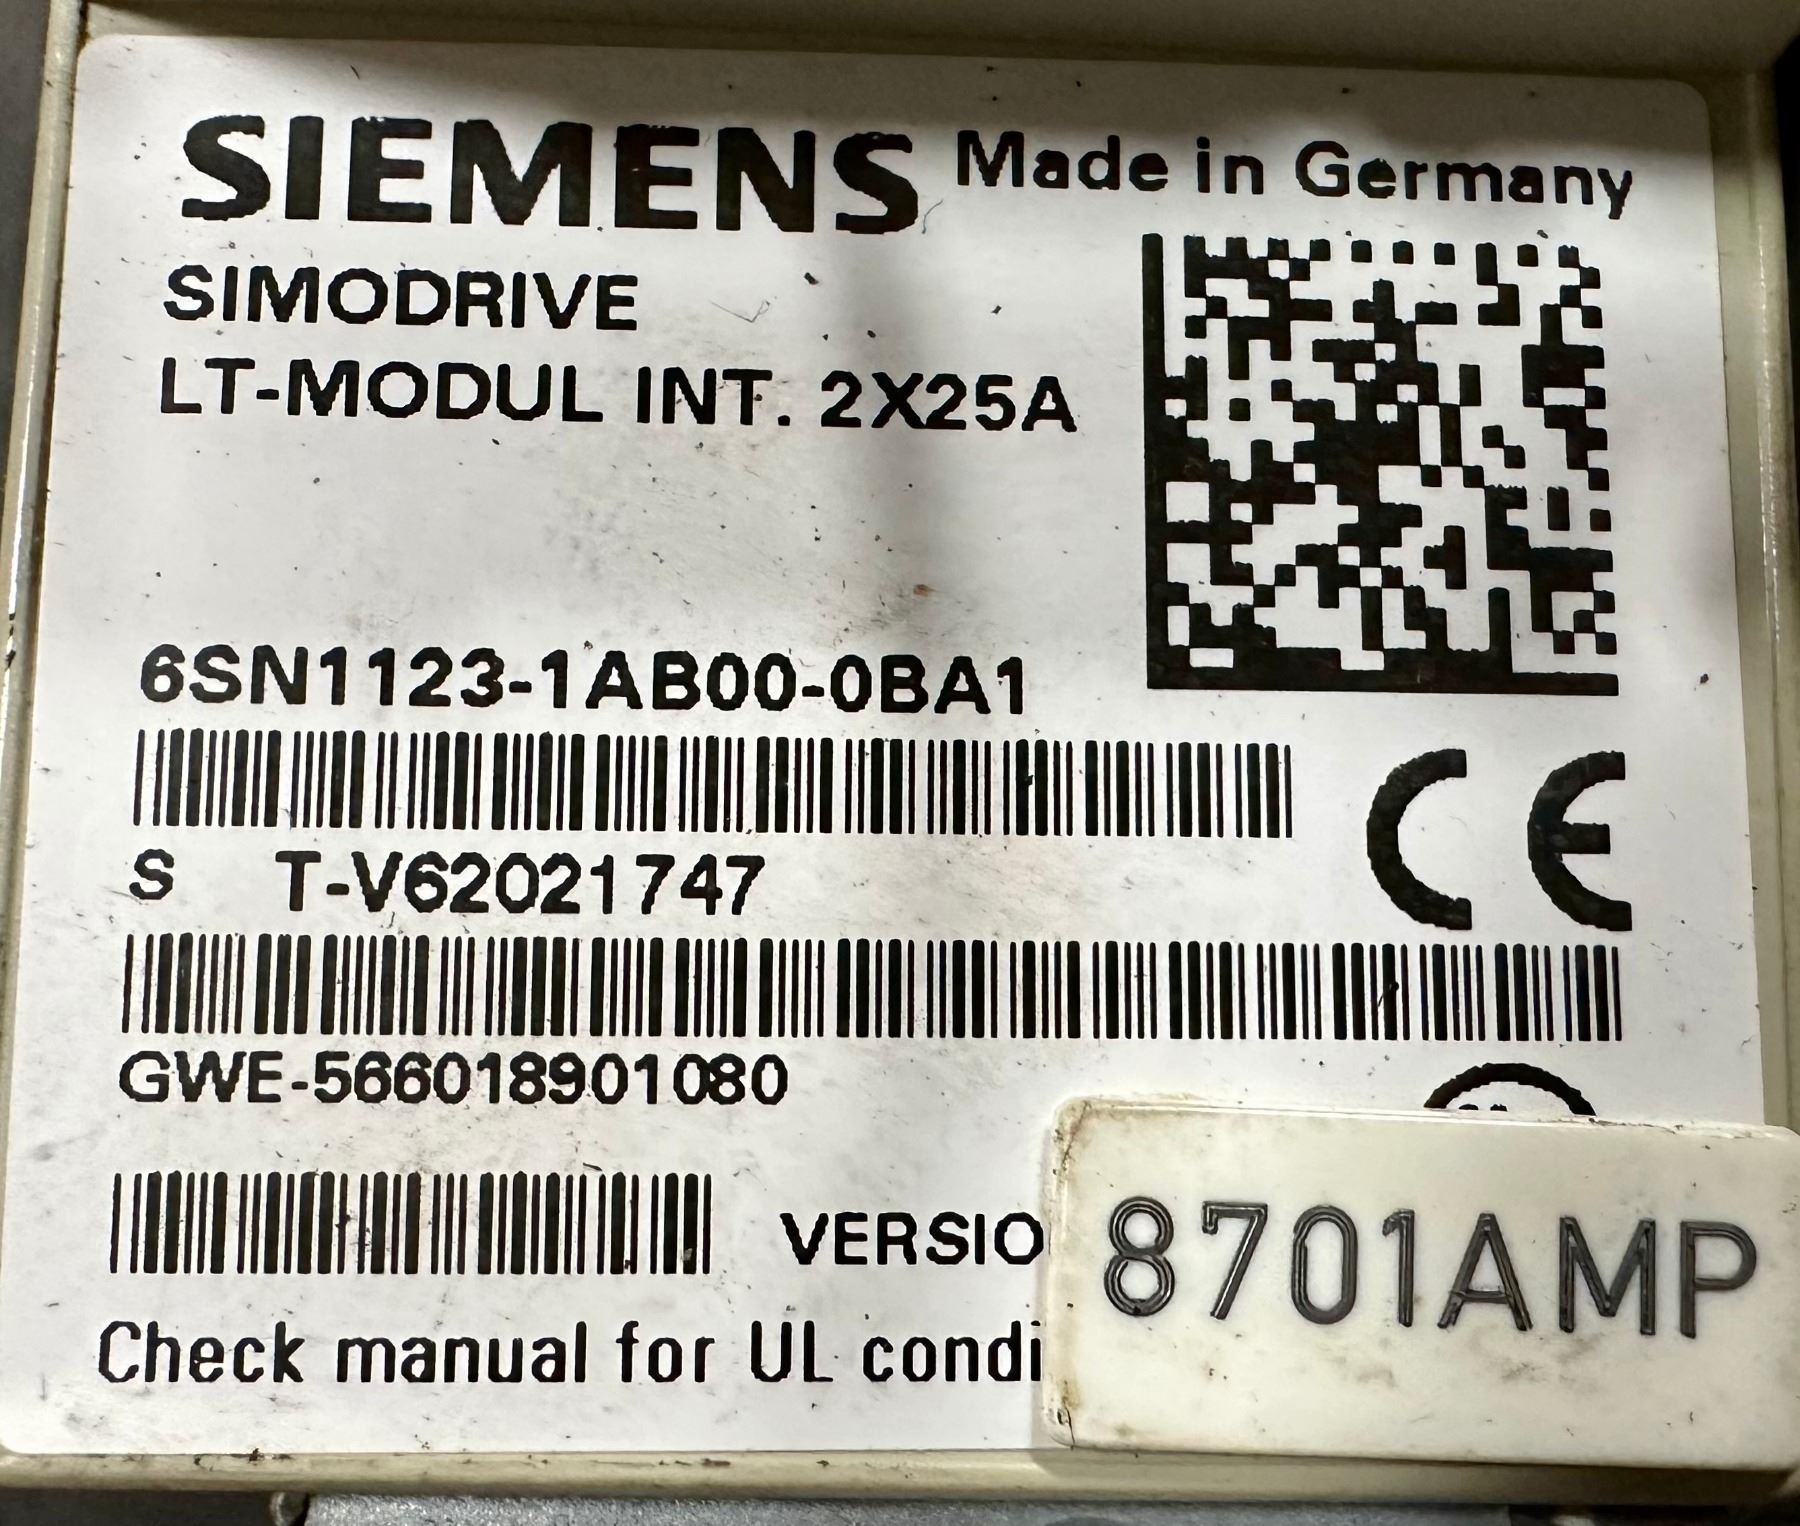 SIEMENS Made in Germany
SIMODRIVE
LT-MODUL INT. 2X25A
6SN1123-1AB00-0BA1
S T-V62021747
GWE-566018901080
VERSIO
Check manual for UL condi
8701AMP
CE